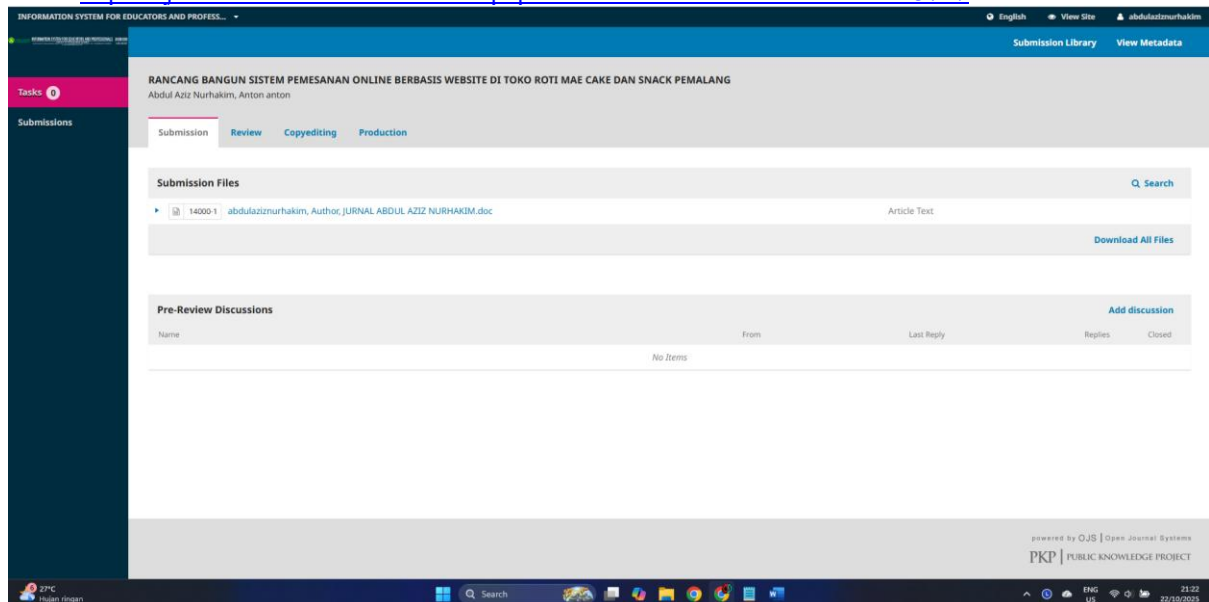 INFORMATION SYSTEM FOR EDUCATORS AND PROFESS...
English View Site abdulaziznurhakim
Submission Library View Metadata
Tasks 0
Submissions
RANCANG BANGUN SISTEM PEMESANAN ONLINE BERBASIS WEBSITE DI TOKO ROTI MAE CAKE DAN SNACK PEMALANG
Abdul Aziz Nurhakim, Anton anton
Submission Review Copyediting Production
Submission Files Search
14000-1 abdulaziznurhakim, Author, JURNAL ABDUL AZIZ NURHAKIM.doc Article Text
Download All Files
Pre-Review Discussions Add discussion
Name From Last Reply Replies Closed
No Items
powered by OJS | Open Journal Systems
PKP | PUBLIC KNOWLEDGE PROJECT
27°C
Hujan ringan
Search
ENG
US
21:22
22/10/2025